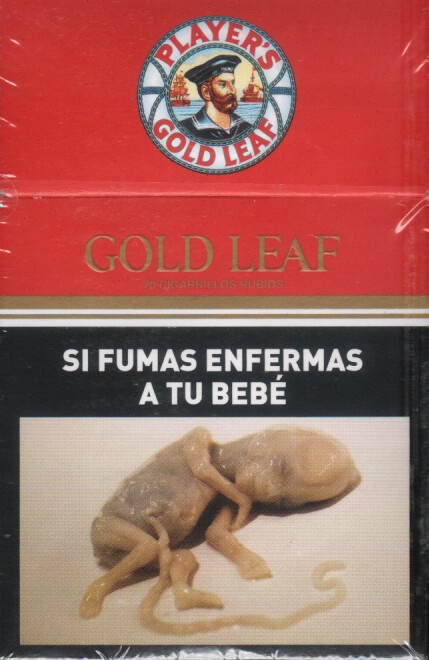 PLAYER'S
GOLD LEAF
GOLD LEAF
20 CIGARRILLOS RUBIOS
SI FUMAS ENFERMAS
A TU BEBÉ